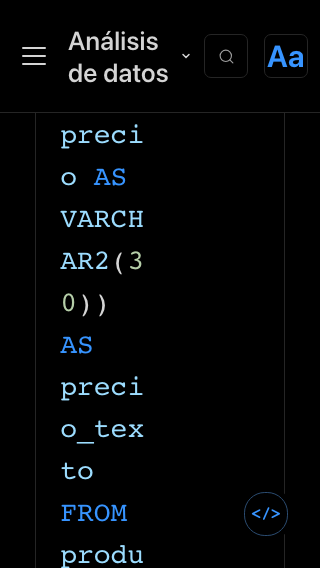 Análisis
de datos
Aa
preci
o AS
VARCH
AR2(3
0))
AS
preci
o_tex
to
FROM
</>
produ